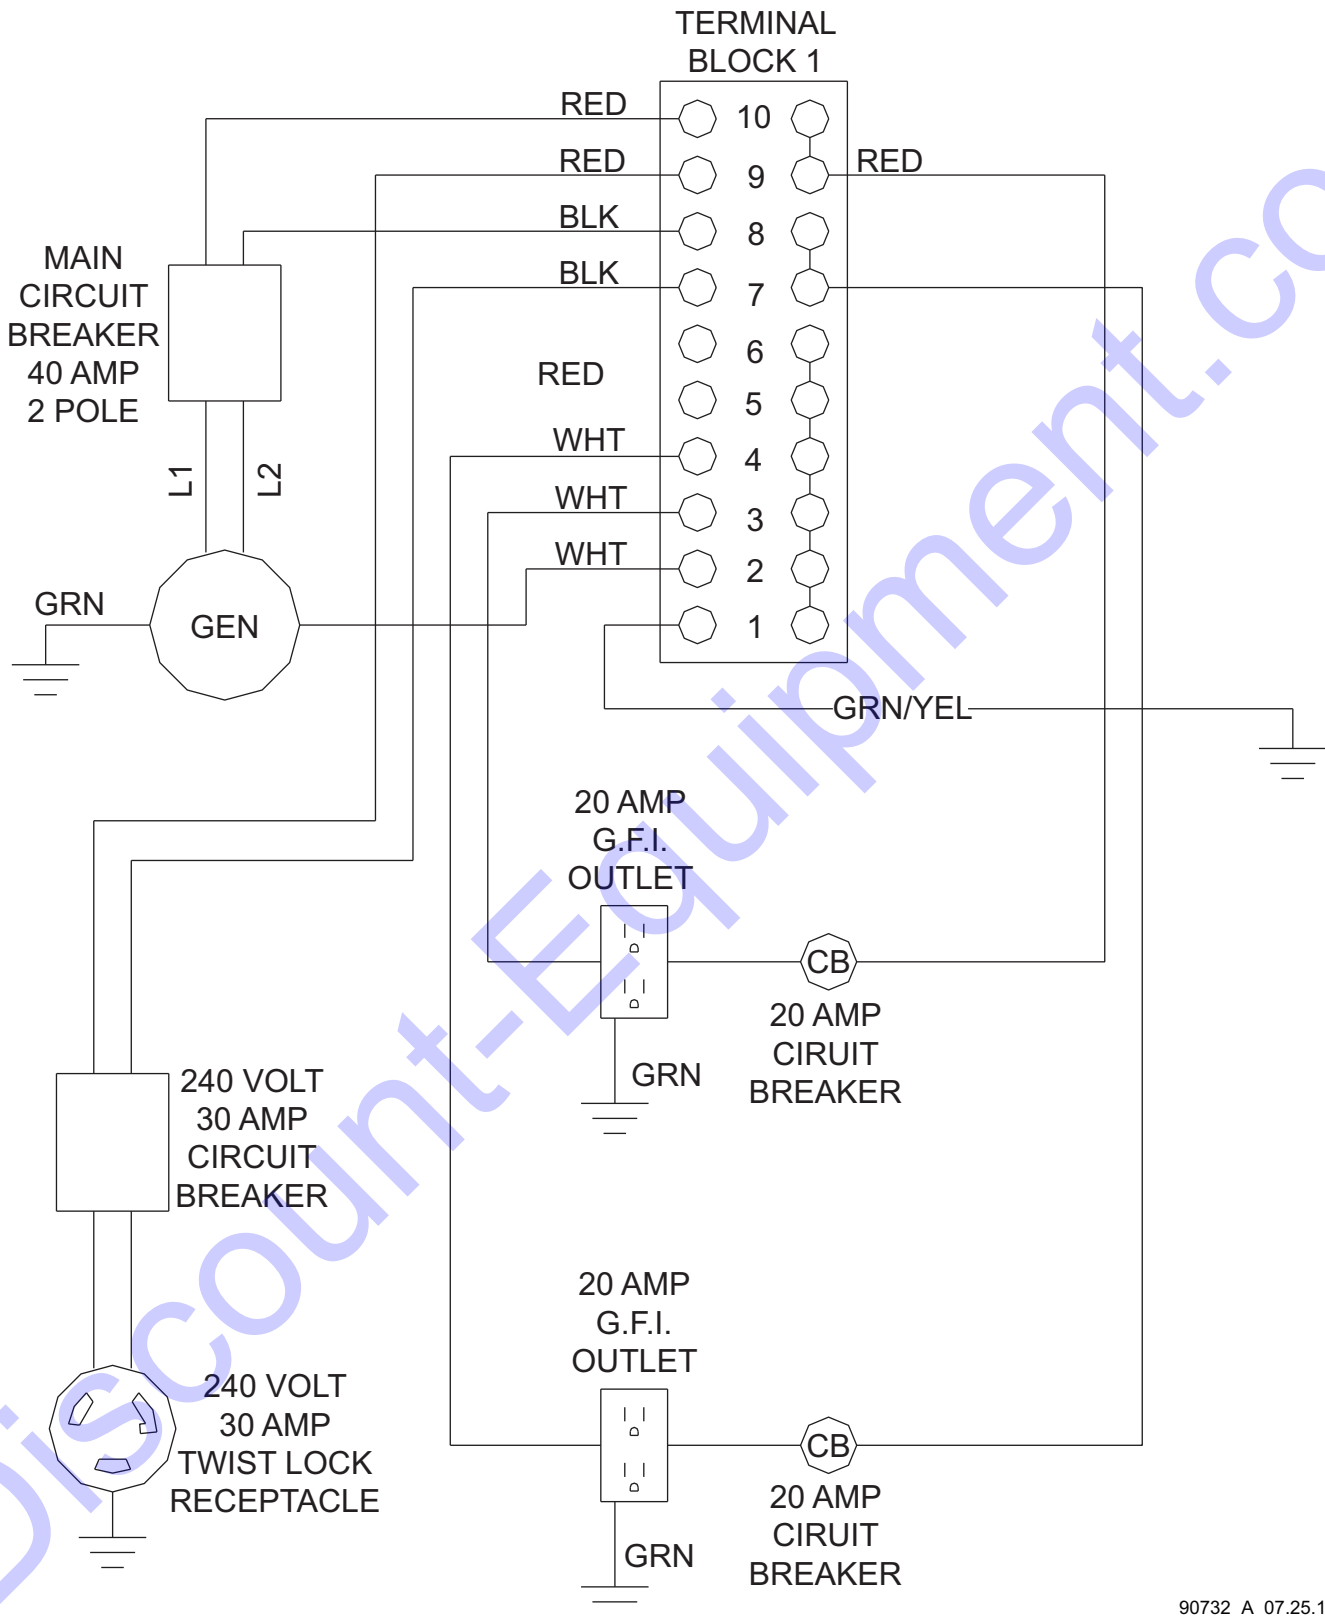 TERMINAL
BLOCK 1
RED
10
RED
9
RED
BLK
8
BLK
7
6
RED
5
WHT
4
WHT
3
WHT
2
1
MAIN
CIRCUIT
BREAKER
40 AMP
2 POLE
L1
L2
GRN
GEN
GRN/YEL
20 AMP
G.F.I.
OUTLET
CB
20 AMP
CIRUIT
BREAKER
GRN
240 VOLT
30 AMP
CIRCUIT
BREAKER
20 AMP
G.F.I.
OUTLET
CB
20 AMP
CIRUIT
BREAKER
GRN
240 VOLT
30 AMP
TWIST LOCK
RECEPTACLE
Discount-Equipment.co
90732_A_07.25.1